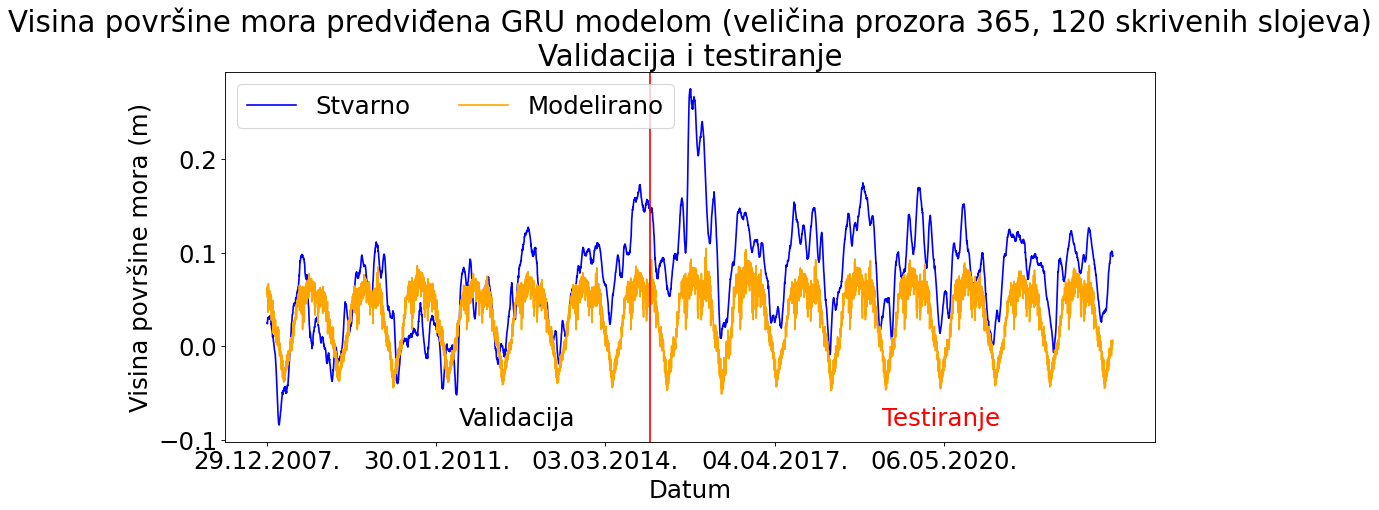 Visina površine mora predviđena GRU modelom (veličina prozora 365, 120 skrivenih slojeva)
Validacija i testiranje
Stvarno
Modelirano
Visina površine mora (m)
0.2
0.1
0.0
−0.1
Validacija
Testiranje
29.12.2007.
30.01.2011.
03.03.2014.
04.04.2017.
06.05.2020.
Datum